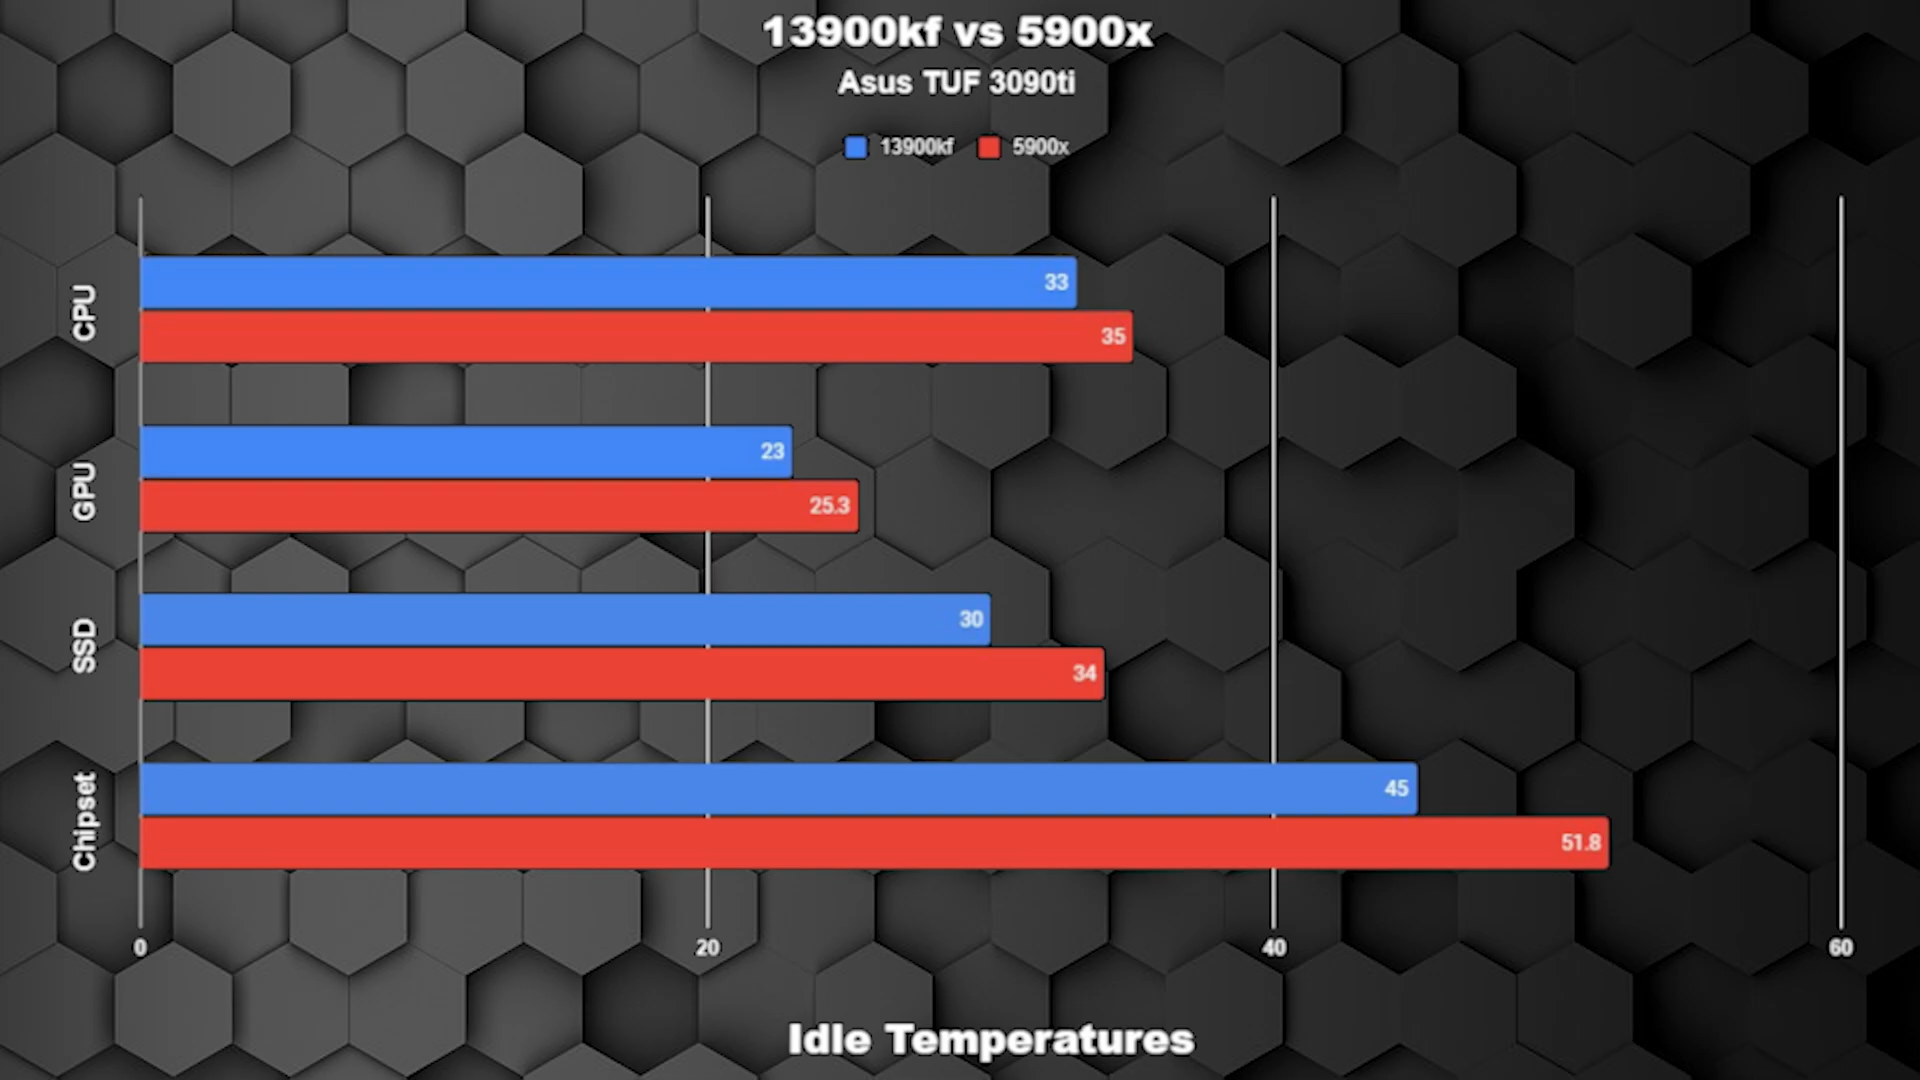 13900kf vs 5900x
Asus TUF 3090ti
13900kf 5900x
CPU
33
35
GPU
23
25.3
SSD
30
34
Chipset
45
51.8
0 20 40 60
Idle Temperatures